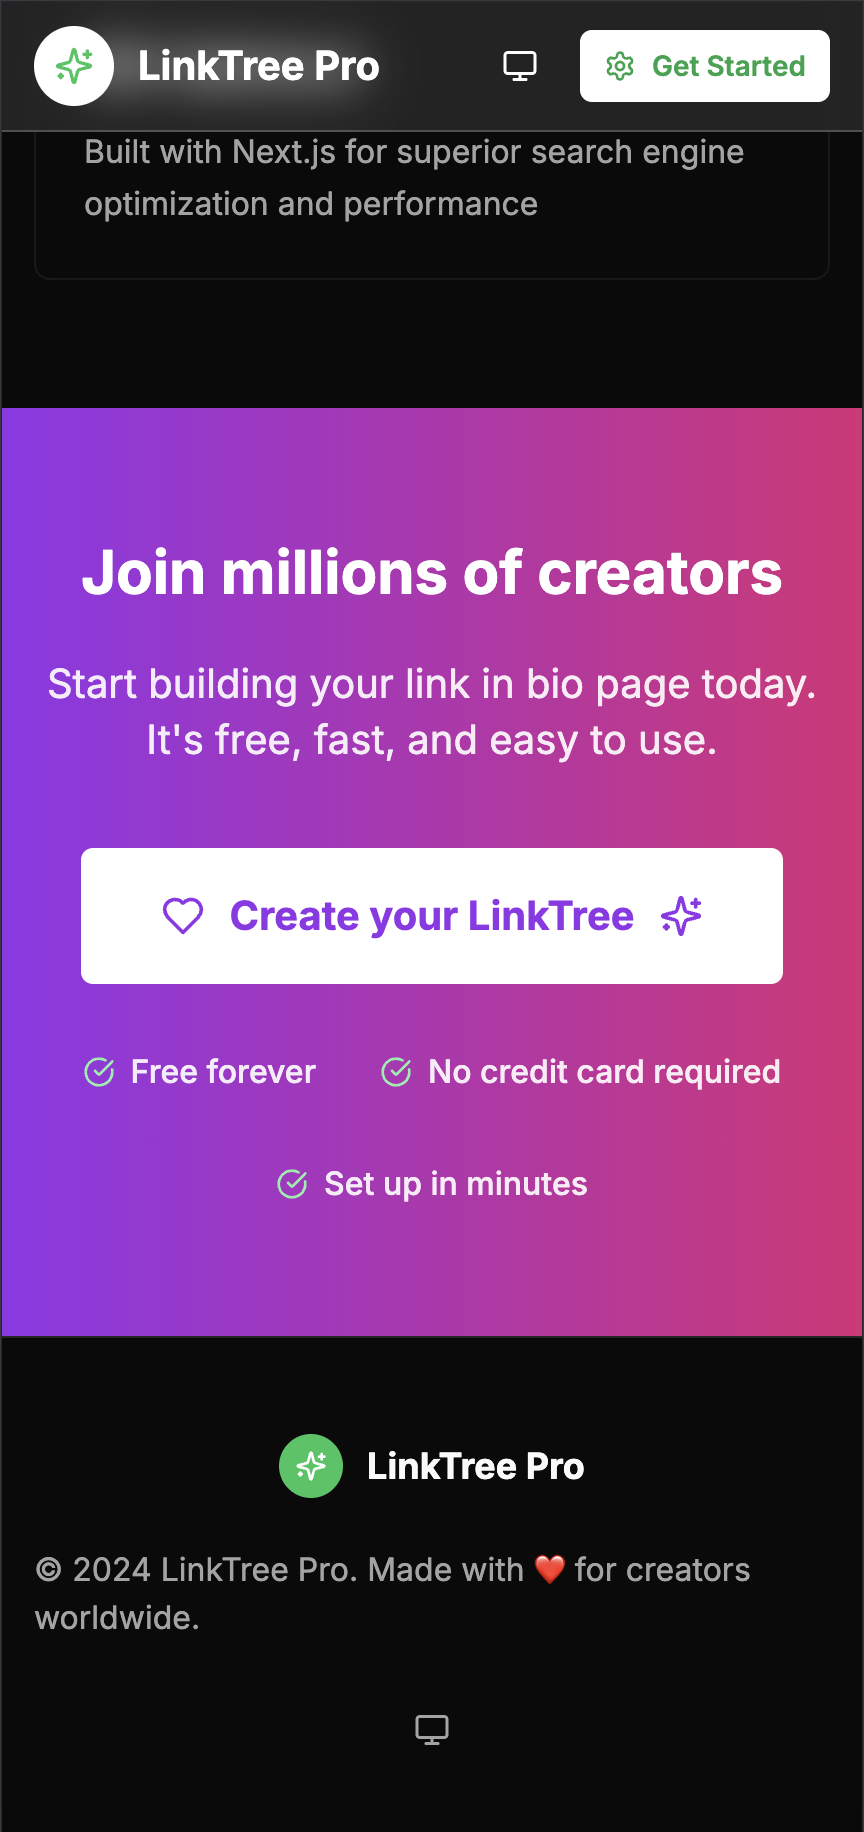 LinkTree Pro
Get Started
Built with Next.js for superior search engine
optimization and performance
Join millions of creators
Start building your link in bio page today.
It's free, fast, and easy to use.
Create your LinkTree
Free forever
No credit card required
Set up in minutes
LinkTree Pro
© 2024 LinkTree Pro. Made with ❤️ for creators
worldwide.